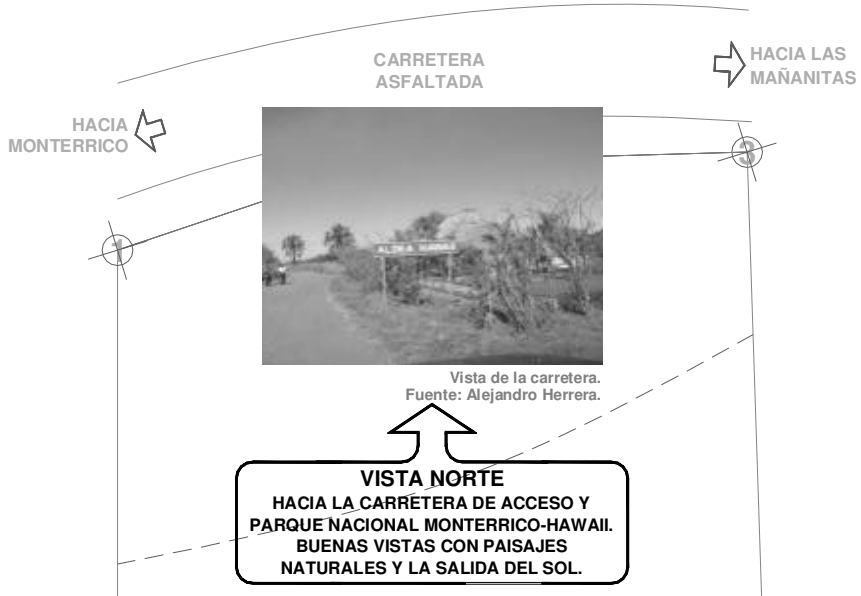 CARRETERA
ASFALTADA
HACIA LAS
MAÑANITAS
HACIA
MONTERRICO
1
3
Vista de la carretera.
Fuente: Alejandro Herrera.
VISTA NORTE
HACIA LA CARRETERA DE ACCESO Y
PARQUE NACIONAL MONTERRICO-HAWAII.
BUENAS VISTAS CON PAISAJES
NATURALES Y LA SALIDA DEL SOL.